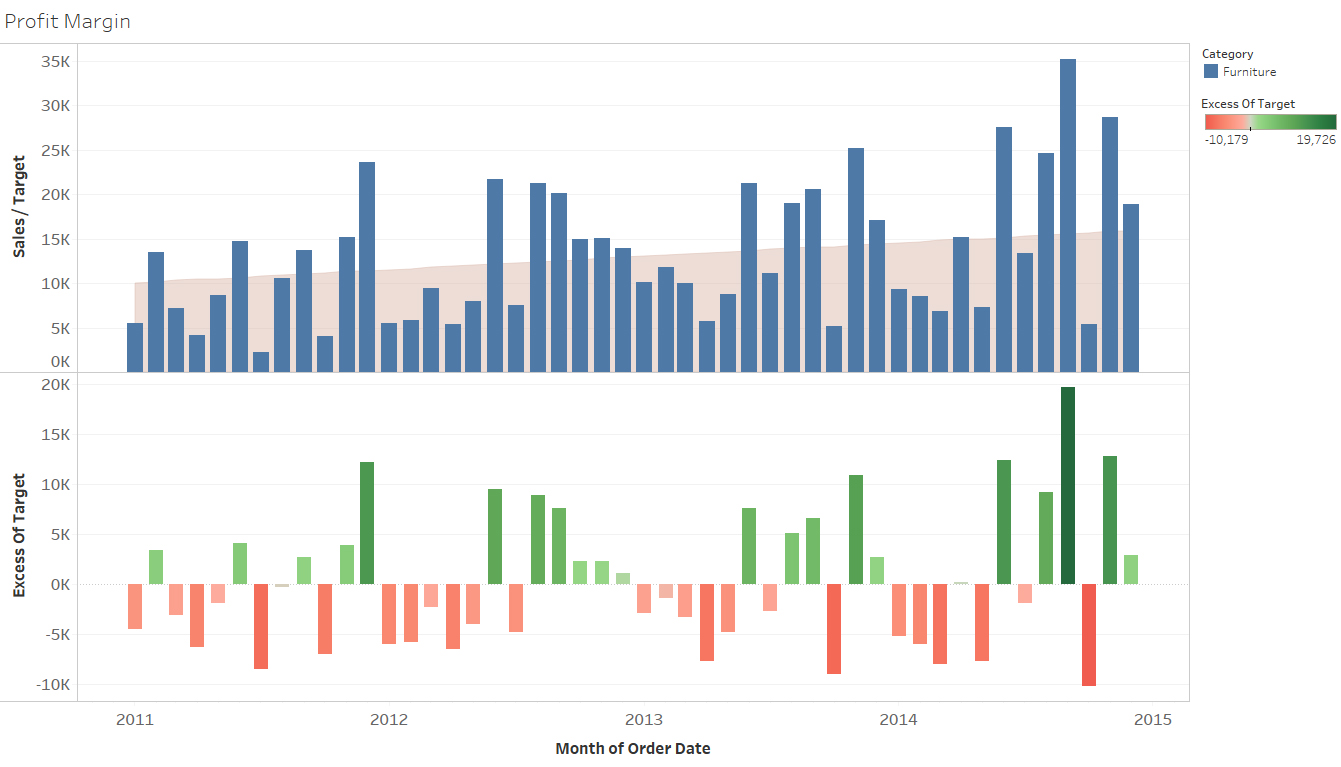 Profit Margin
Sales / Target
35K
30K
25K
20K
15K
10K
5K
0K
Excess Of Target
20K
15K
10K
5K
0K
-5K
-10K
2011 2012 2013 2014 2015
Month of Order Date
Category
Furniture
Excess Of Target
-10,179 19,726